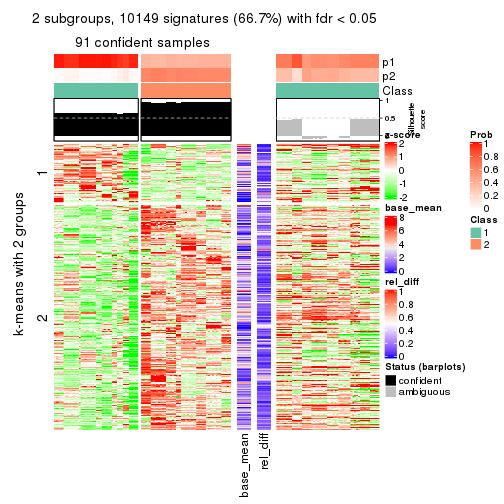 2 subgroups, 10149 signatures (66.7%) with fdr < 0.05
91 confident samples
p1
p2
Class
1
0.5
0
Silhouette
score
k-means with 2 groups
1
2
base_mean
rel_diff
z-score
2
1
0
-1
-2
base_mean
8
6
4
2
0
rel_diff
1
0.8
0.6
0.4
0.2
0
Status (barplots)
confident
ambiguous
Prob
1
0.8
0.6
0.4
0.2
0
Class
1
2